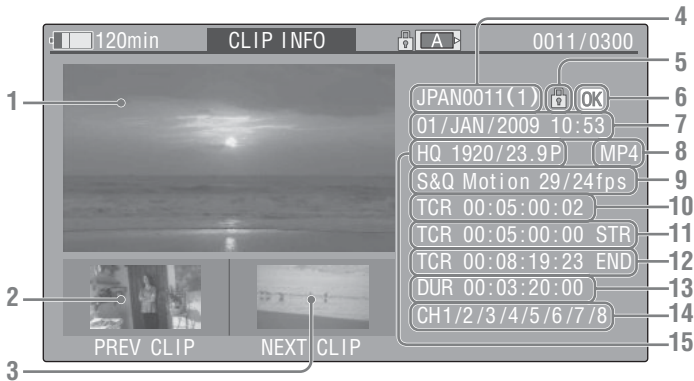 4
120min CLIP INFO A 0011/0300
5
1 JPAN0011(1) OK 6
01/JAN/2009 10:53 7
HQ 1920/23.9P MP4 8
S&Q Motion 29/24fps 9
TCR 00:05:00:02 10
TCR 00:05:00:00 STR 11
TCR 00:08:19:23 END 12
2 DUR 00:03:20:00 13
CH1/2/3/4/5/6/7/8 14
PREV CLIP NEXT CLIP 15
3